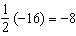 ½(−16) = −8